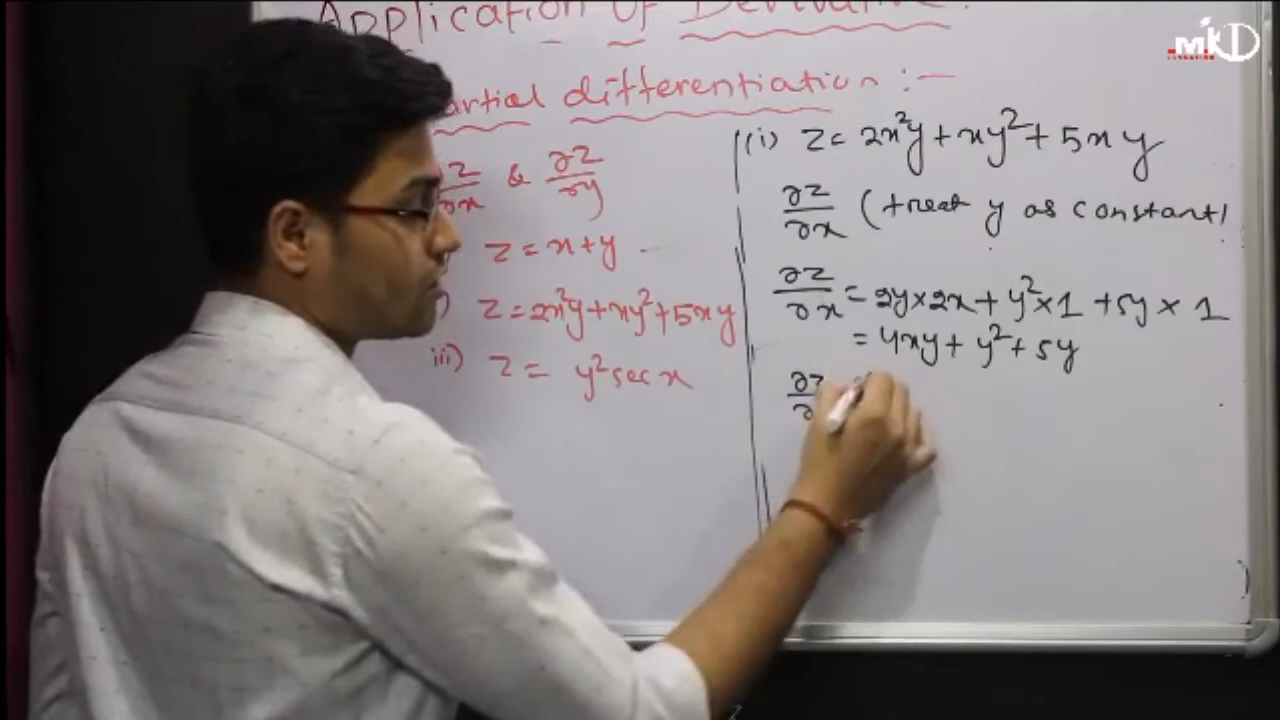 Application of Derivative.
artial differentiation :-
∂z/∂x & ∂z/∂y
z = x+y
z = 2x²y+xy²+5xy
iii) z = y² sec x
(i) z = 2x²y + xy² + 5xy
∂z/∂x (treat y as constant)
∂z/∂x = 2y×2x + y²×1 + 5y × 1
= 4xy + y² + 5y
∂z
MKD